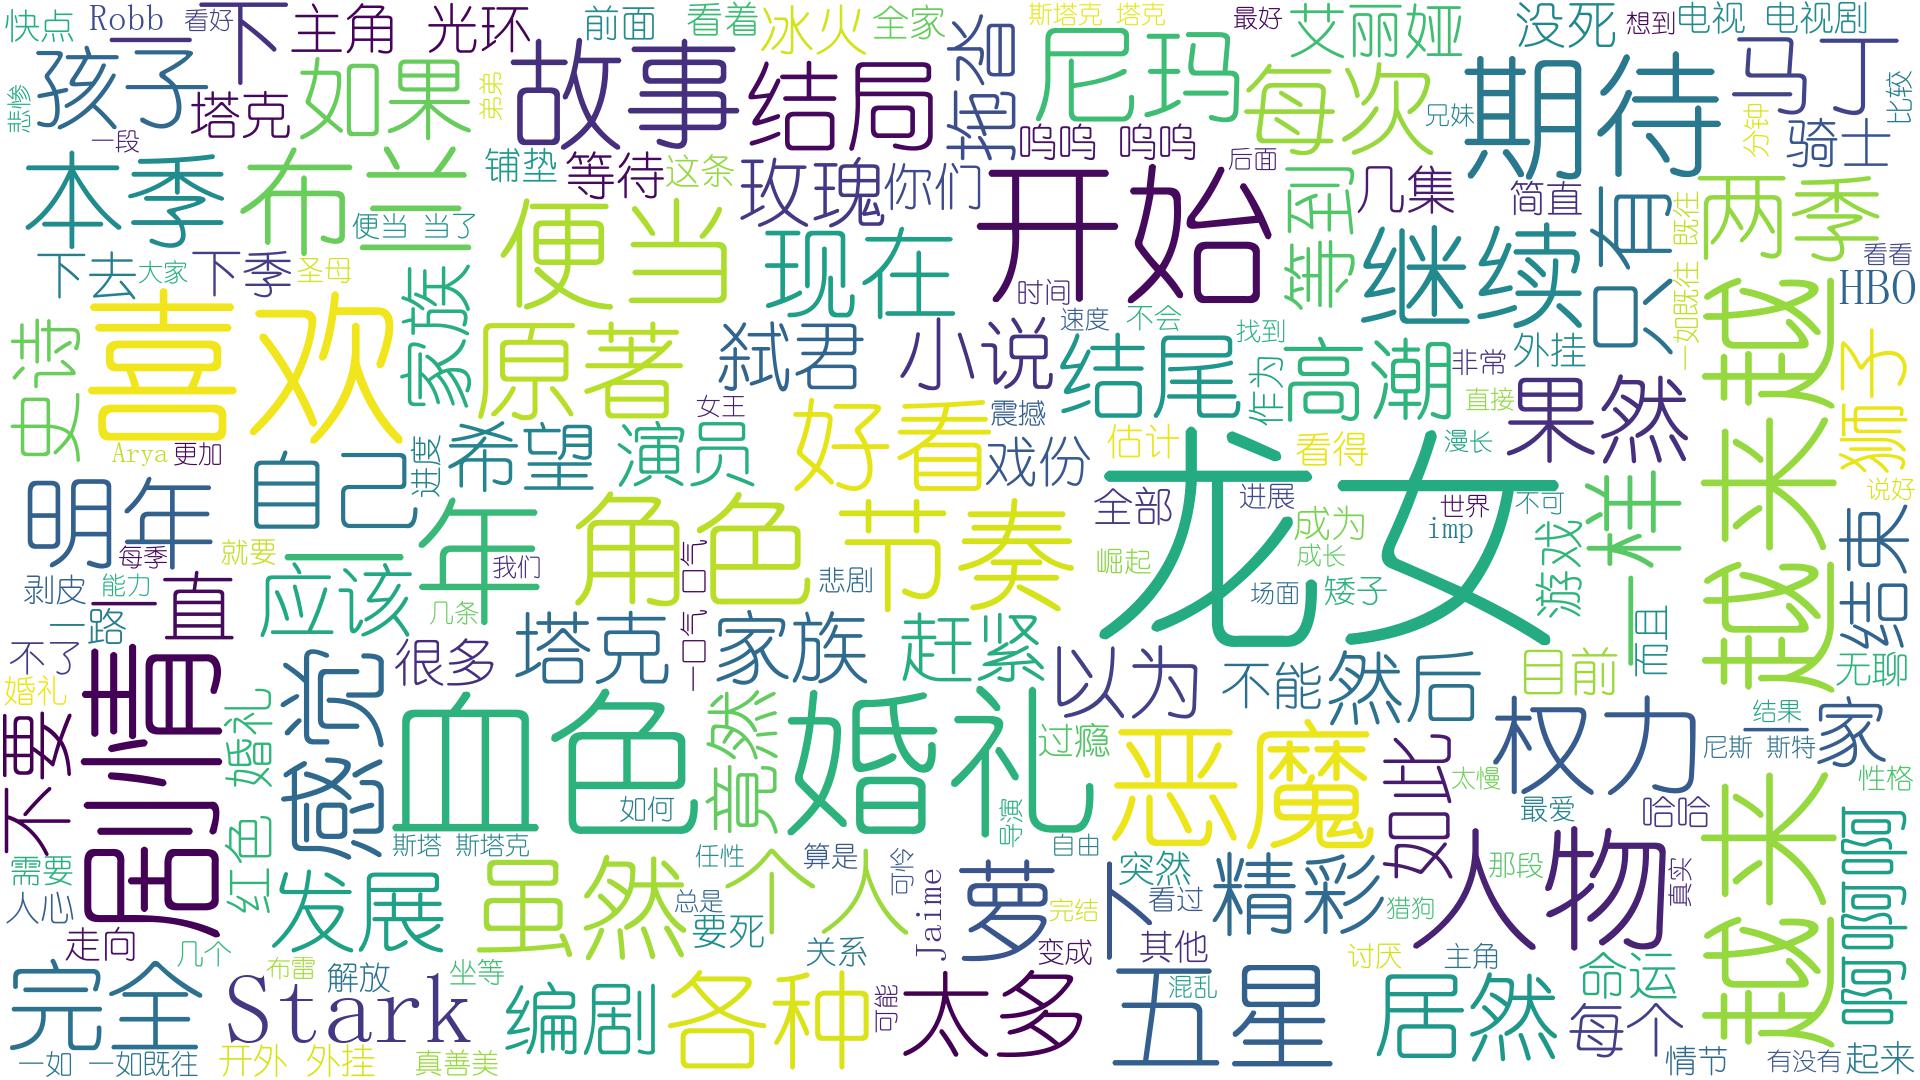 快点
Robb
看好
下
主角
光环
前面
看着
冰火
全家
斯塔克 塔克
最好
艾丽娅
没死
想到
电视 电视剧
孩子
塔克
如果
弟弟
故事
结局
拖沓
尼玛
每次
兄妹
期待
马丁
比较
悲惨
一段
呜呜 呜呜
分钟
骑士
本季
布兰
铺垫
等待
这条
玫瑰
你们
开始
后面
等到
几集
简直
只有
既往
两季
便当 当了
便当
现在
继续
下去
大家
下季
圣母
家族
时间
看看
HBO
一如既往
越来越
史诗
喜欢
原著
弑君
小说
速度
不会
结尾
找到
作为
高潮
非常
外挂
狮子
女王
震撼
直接
果然
Arya
更加
自己
进度
希望
演员
好看
戏份
估计
龙女
看得
漫长
说好
明年
全部
进展
世界
不可
imp
游戏
一样
结束
每季
就要
一年
我们
角色
一口气 口气
节奏
悲剧
崛起
成为
成长
场面
矮子
剥皮
能力
一直
应该
几条
一路
不了
很多
塔克
家族
赶紧
以为
不能
然后
目前
而且
无聊
婚礼
剧情
不要
红色 婚礼
悲沉
血色
竟然
婚礼
过瘾
恶魔
如此
权力
结果
一家
尼斯 斯特
太慢
性格
如何
导演
最爱
哈哈
越来越
斯塔 斯塔克
自由
需要
人心
发展
虽然
任性
个人
算是
可怜
萝卜
突然
看过
精彩
人物
那段
真实
啊啊啊
走向
几个
总是
要死
关系
Jaime
完结
变成
其他
猎狗
讨厌
主角
命运
完全
Stark
布雷
解放
坐等
编剧
各种
可能
太多
五星
混乱
居然
每个
一如 一如既往
开外 外挂
真善美
情节
有没有
起来